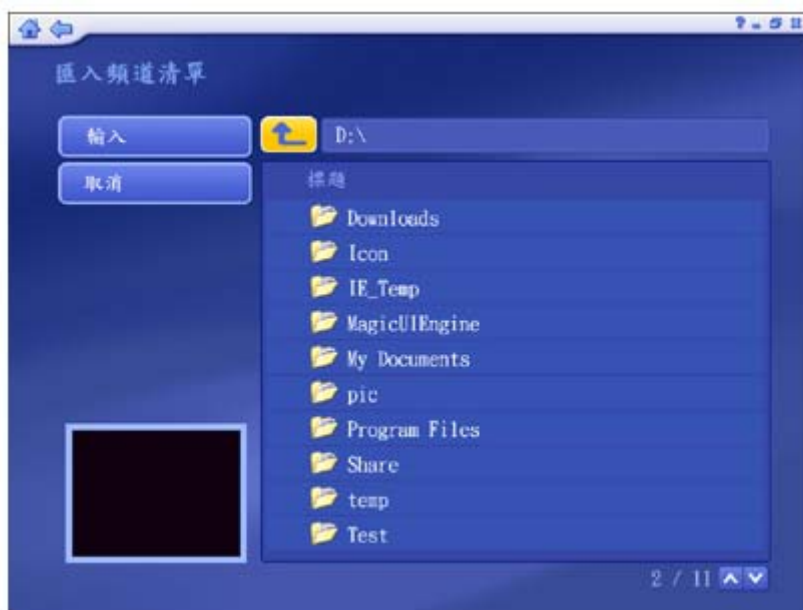 匯入頻道清單
輸入
D:\
取消
標題
Downloads
Icon
IE_Temp
MagicUIEngine
My Documents
pic
Program Files
Share
temp
Test
2 / 11